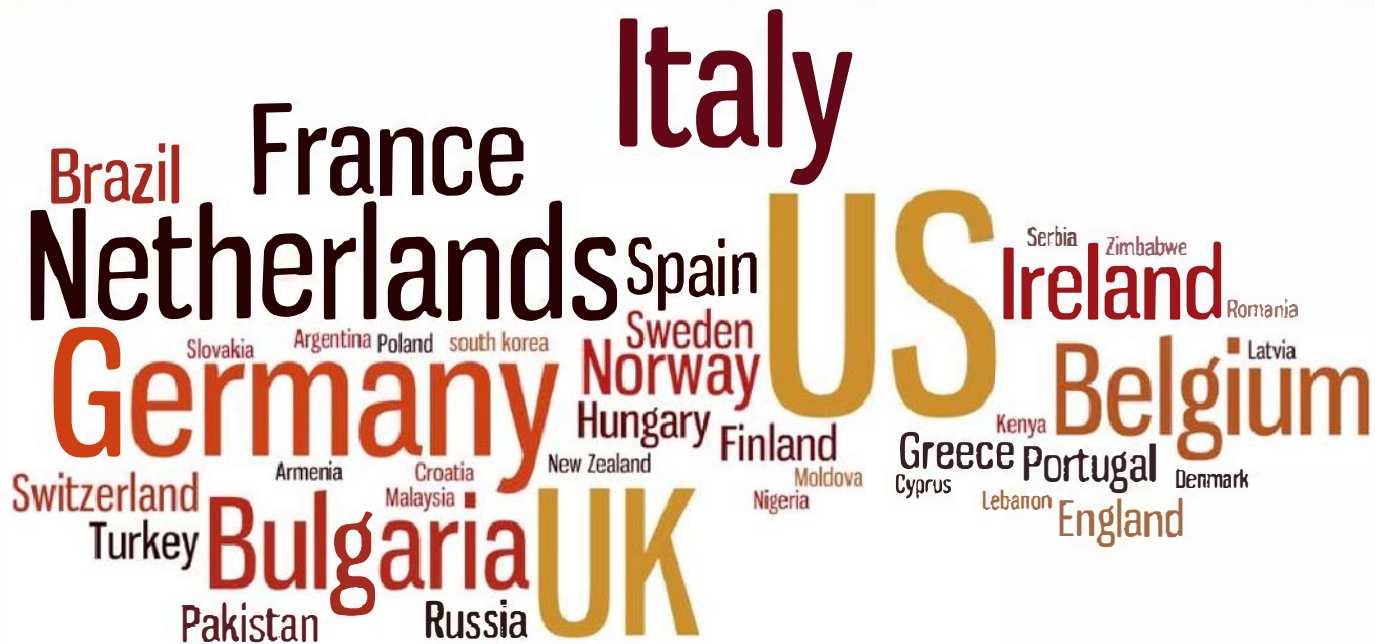 Italy
France
Brazil
Netherlands
Spain
US
Serbia
Zimbabwe
Ireland
Romania
Germany
Slovakia
Argentina
Poland
south korea
Sweden
Norway
Latvia
Belgium
Hungary
Finland
Kenya
Greece
Portugal
Armenia
Croatia
New Zealand
Moldova
Cyprus
Denmark
Switzerland
Malaysia
Nigeria
Lebanon
England
Turkey
Bulgaria
UK
Pakistan
Russia